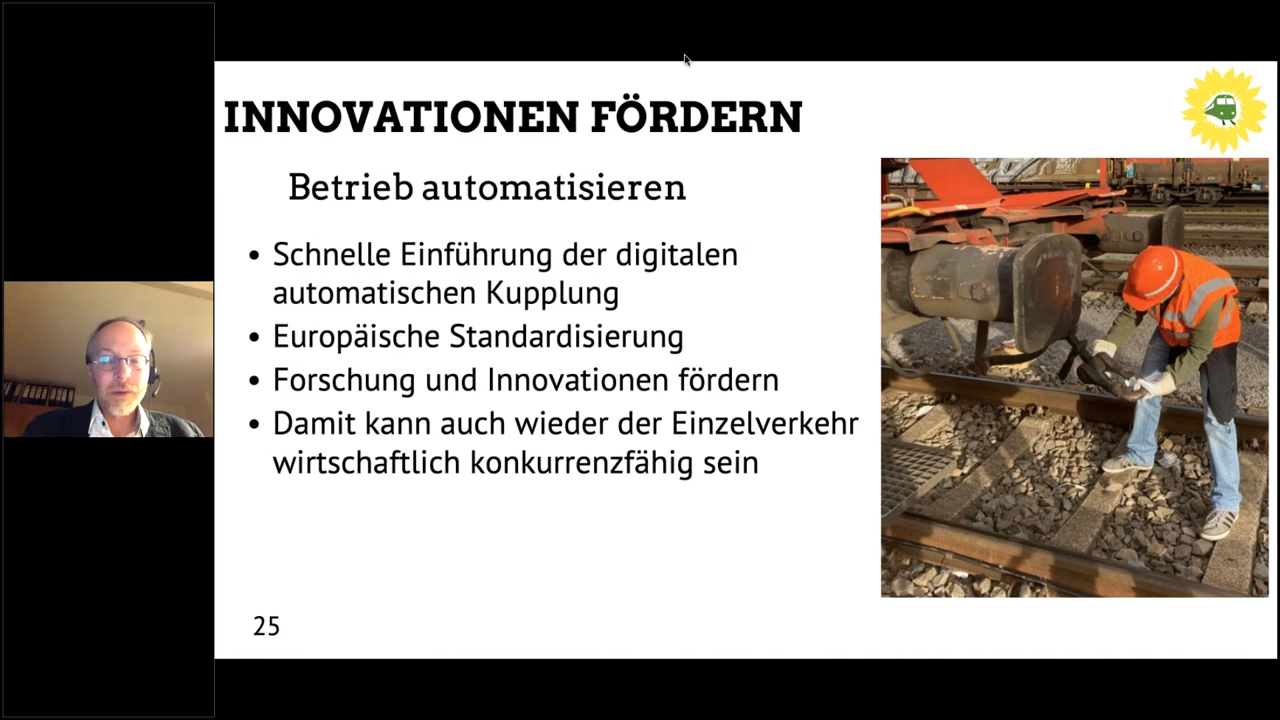 INNOVATIONEN FÖRDERN
Betrieb automatisieren
• Schnelle Einführung der digitalen
automatischen Kupplung
• Europäische Standardisierung
• Forschung und Innovationen fördern
• Damit kann auch wieder der Einzelverkehr
wirtschaftlich konkurrenzfähig sein
25